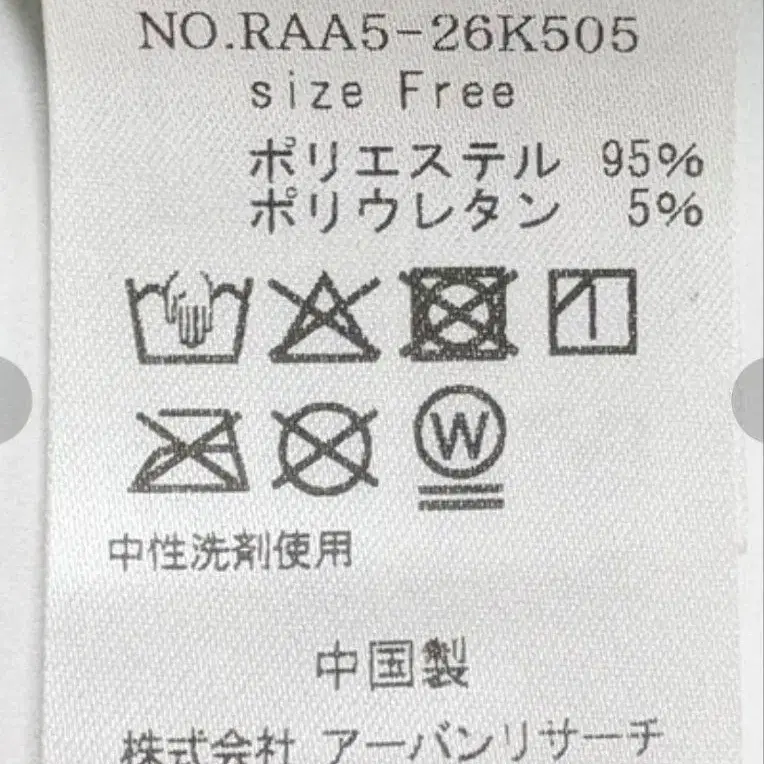 NO.RAA5-26K505
size Free
ポリエステル 95%
ポリウレタン 5%
W
中性洗剤使用
中国製
株式会社 アーバンリサーチ